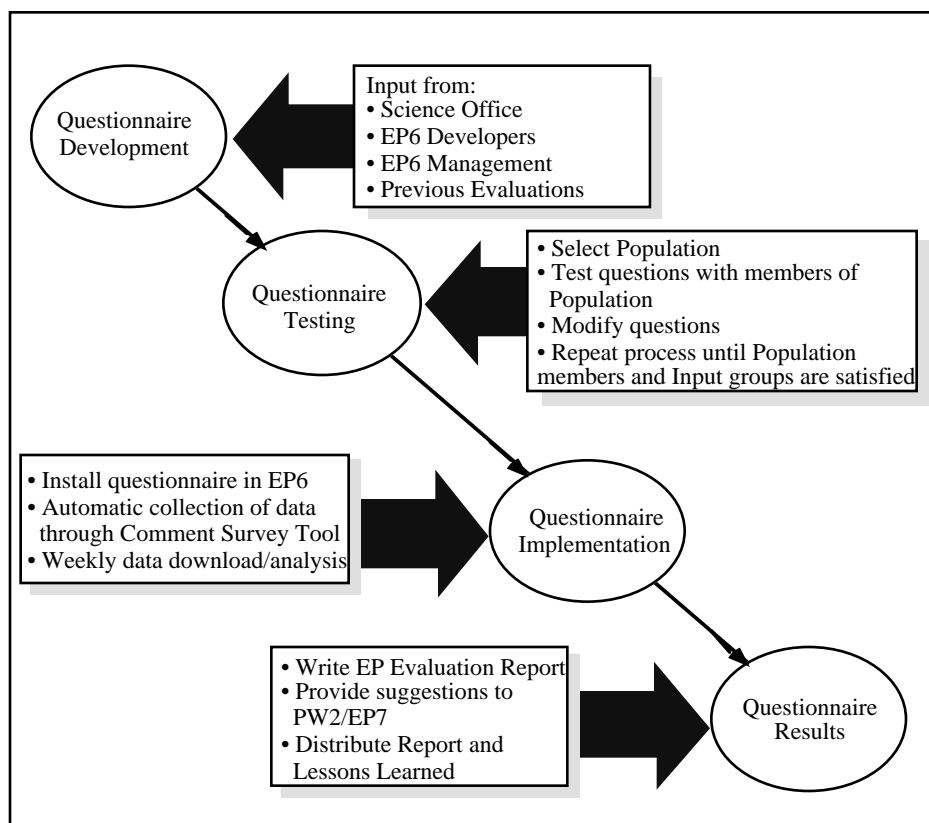 Questionnaire
Development
Input from:
• Science Office
• EP6 Developers
• EP6 Management
• Previous Evaluations
Questionnaire
Testing
• Select Population
• Test questions with members of
Population
• Modify questions
• Repeat process until Population
members and Input groups are satisfied
• Install questionnaire in EP6
• Automatic collection of data
through Comment Survey Tool
• Weekly data download/analysis
Questionnaire
Implementation
• Write EP Evaluation Report
• Provide suggestions to
PW2/EP7
• Distribute Report and
Lessons Learned
Questionnaire
Results